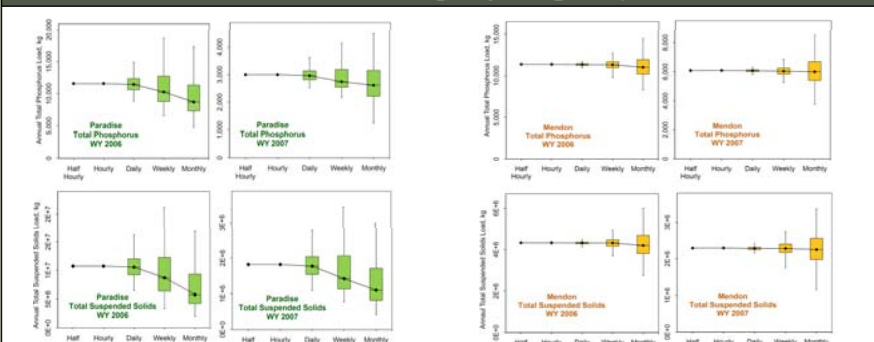 Annual Total Phosphorus Load, kg
0
5,000
10,000
15,000
20,000
Paradise
Total Phosphorus
WY 2006
Half
Hourly
Hourly
Daily
Weekly
Monthly
0
1,000
2,000
3,000
4,000
Paradise
Total Phosphorus
WY 2007
Half
Hourly
Hourly
Daily
Weekly
Monthly
Annual Total Phosphorus Load, kg
0
5,000
10,000
15,000
Mendon
Total Phosphorus
WY 2006
Half
Hourly
Hourly
Daily
Weekly
Monthly
0
2,000
4,000
6,000
8,000
Mendon
Total Phosphorus
WY 2007
Half
Hourly
Hourly
Daily
Weekly
Monthly
Annual Total Suspended Solids Load, kg
0E+0
5E+6
1E+7
2E+7
2E+7
Paradise
Total Suspended Solids
WY 2006
Half
Hourly
Daily
Weekly
Monthly
0E+0
1E+6
2E+6
3E+6
Paradise
Total Suspended Solids
WY 2007
Half
Hourly
Daily
Weekly
Monthly
Annual Total Suspended Solids Load, kg
0E+0
2E+6
4E+6
6E+6
Mendon
Total Suspended Solids
WY 2006
Half
Hourly
Daily
Weekly
Monthly
0E+0
1E+6
2E+6
3E+6
Mendon
Total Suspended Solids
WY 2007
Half
Hourly
Daily
Weekly
Monthly